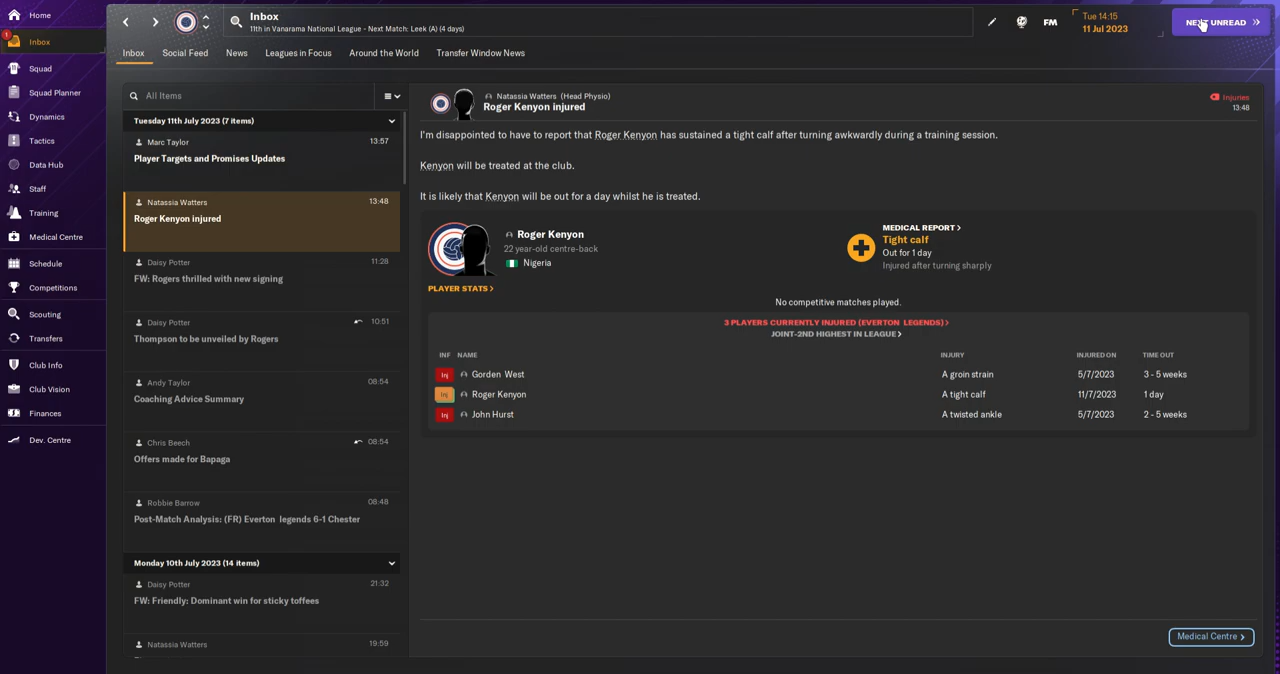 Home
1
Inbox
Squad
Squad Planner
Dynamics
Tactics
Data Hub
Staff
Training
Medical Centre
Schedule
Competitions
Scouting
Transfers
Club Info
Club Vision
Finances
Dev. Centre
Inbox
11th in Vanarama National League - Next Match: Leek (A) (4 days)
FM
Tue 14:15
11 Jul 2023
NEXT UNREAD
Inbox
Social Feed
News
Leagues in Focus
Around the World
Transfer Window News
All Items
Tuesday 11th July 2023 (7 items)
Marc Taylor 13:57
Player Targets and Promises Updates
Natassia Watters 13:48
Roger Kenyon injured
Daisy Potter 11:28
FW: Rogers thrilled with new signing
Daisy Potter 10:51
Thompson to be unveiled by Rogers
Andy Taylor 08:54
Coaching Advice Summary
Chris Beech 08:54
Offers made for Bapaga
Robbie Barrow 08:48
Post-Match Analysis: (FR) Everton legends 6-1 Chester
Monday 10th July 2023 (14 items)
Daisy Potter 21:32
FW: Friendly: Dominant win for sticky toffees
Natassia Watters 19:59
Natassia Watters (Head Physio)
Roger Kenyon injured
Injuries
13:48
I'm disappointed to have to report that Roger Kenyon has sustained a tight calf after turning awkwardly during a training session.
Kenyon will be treated at the club.
It is likely that Kenyon will be out for a day whilst he is treated.
Roger Kenyon
22 year-old centre-back
Nigeria
PLAYER STATS >
MEDICAL REPORT >
Tight calf
Out for 1 day
Injured after turning sharply
No competitive matches played.
3 PLAYERS CURRENTLY INJURED (EVERTON LEGENDS) >
JOINT-2ND HIGHEST IN LEAGUE >
INF NAME INJURY INJURED ON TIME OUT
Inj Gorden West A groin strain 5/7/2023 3 - 5 weeks
Inj Roger Kenyon A tight calf 11/7/2023 1 day
Inj John Hurst A twisted ankle 5/7/2023 2 - 5 weeks
Medical Centre >